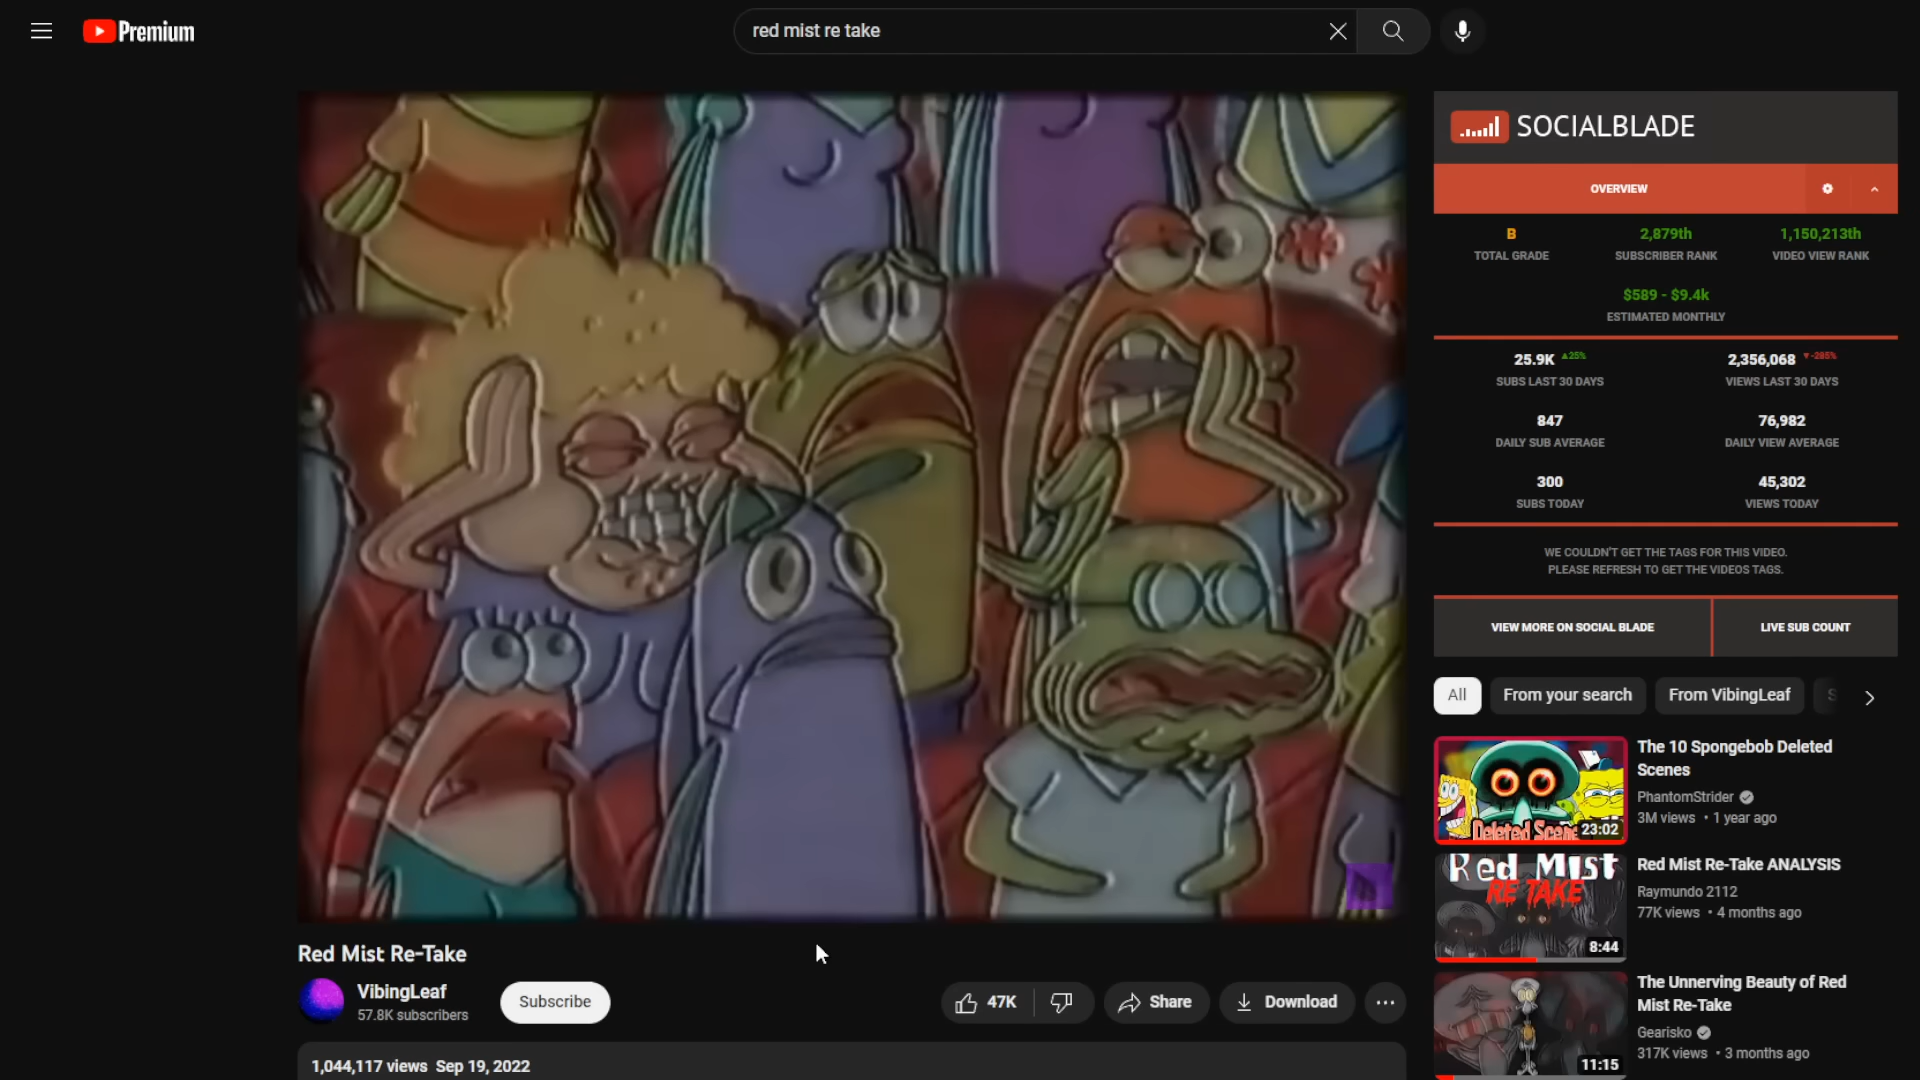 Premium
red mist re take
SOCIALBLADE
OVERVIEW
B
2,879th
1,150,213th
TOTAL GRADE
SUBSCRIBER RANK
VIDEO VIEW RANK
$589 - $9.4k
ESTIMATED MONTHLY
25.9K ▲25%
2,356,068 ▼-285%
SUBS LAST 30 DAYS
VIEWS LAST 30 DAYS
847
76,982
DAILY SUB AVERAGE
DAILY VIEW AVERAGE
300
45,302
SUBS TODAY
VIEWS TODAY
WE COULDN'T GET THE TAGS FOR THIS VIDEO.
PLEASE REFRESH TO GET THE VIDEOS TAGS.
VIEW MORE ON SOCIAL BLADE
LIVE SUB COUNT
All
From your search
From VibingLeaf
S
The 10 Spongebob Deleted
Scenes
PhantomStrider
3M views • 1 year ago
Deleted Scene
23:02
Red Mist
RE TAKE
8:44
Red Mist Re-Take ANALYSIS
Raymundo 2112
77K views • 4 months ago
The Unnerving Beauty of Red
Mist Re-Take
Gearisko
317K views • 3 months ago
11:15
Red Mist Re-Take
VibingLeaf
57.8K subscribers
Subscribe
47K
Share
Download
1,044,117 views Sep 19, 2022